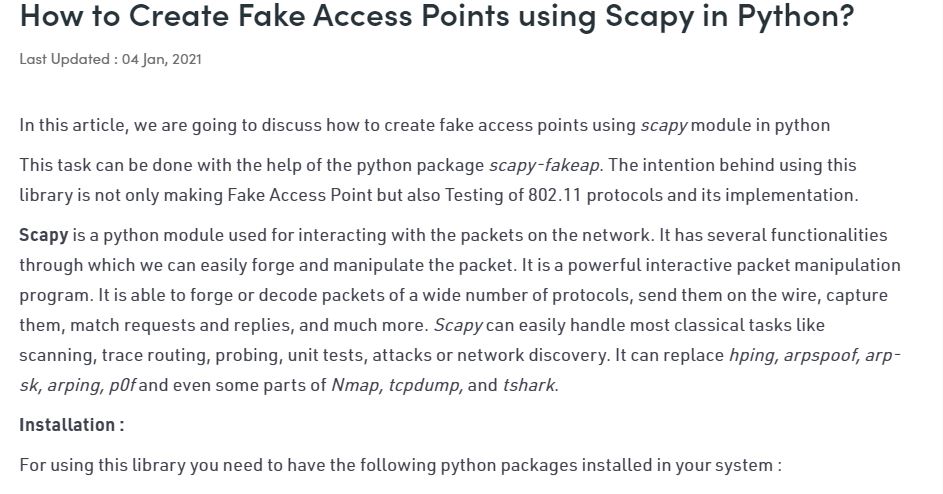 How to Create Fake Access Points using Scapy in Python?
Last Updated : 04 Jan, 2021
In this article, we are going to discuss how to create fake access points using scapy module in python
This task can be done with the help of the python package scapy-fakeap. The intention behind using this
library is not only making Fake Access Point but also Testing of 802.11 protocols and its implementation.
Scapy is a python module used for interacting with the packets on the network. It has several functionalities
through which we can easily forge and manipulate the packet. It is a powerful interactive packet manipulation
program. It is able to forge or decode packets of a wide number of protocols, send them on the wire, capture
them, match requests and replies, and much more. Scapy can easily handle most classical tasks like
scanning, trace routing, probing, unit tests, attacks or network discovery. It can replace hping, arpspoof, arp-
sk, arping, p0f and even some parts of Nmap, tcpdump, and tshark.
Installation :
For using this library you need to have the following python packages installed in your system :